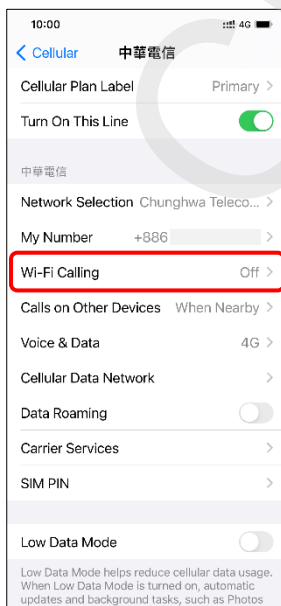 10:00 4G
Cellular 中華電信
Cellular Plan Label Primary
Turn On This Line
中華電信
Network Selection Chunghwa Teleco...
My Number +886
Wi-Fi Calling Off
Calls on Other Devices When Nearby
Voice & Data 4G
Cellular Data Network
Data Roaming
Carrier Services
SIM PIN
Low Data Mode
Low Data Mode helps reduce cellular data usage.
When Low Data Mode is turned on, automatic
updates and background tasks, such as Photos